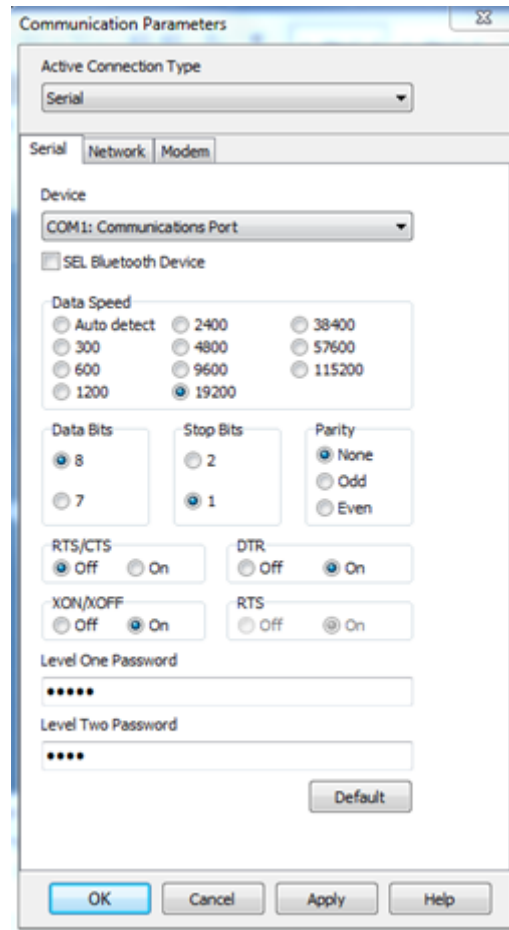 Communication Parameters
Active Connection Type
Serial
Serial Network Modem
Device
COM1: Communications Port
SEL Bluetooth Device
Data Speed
Auto detect 2400 38400
300 4800 57600
600 9600 115200
1200 19200
Data Bits Stop Bits Parity
8 2 None
Odd
7 1 Even
RTS/CTS DTR
Off On Off On
XON/XOFF RTS
Off On Off On
Level One Password
•••••
Level Two Password
••••
Default
OK Cancel Apply Help